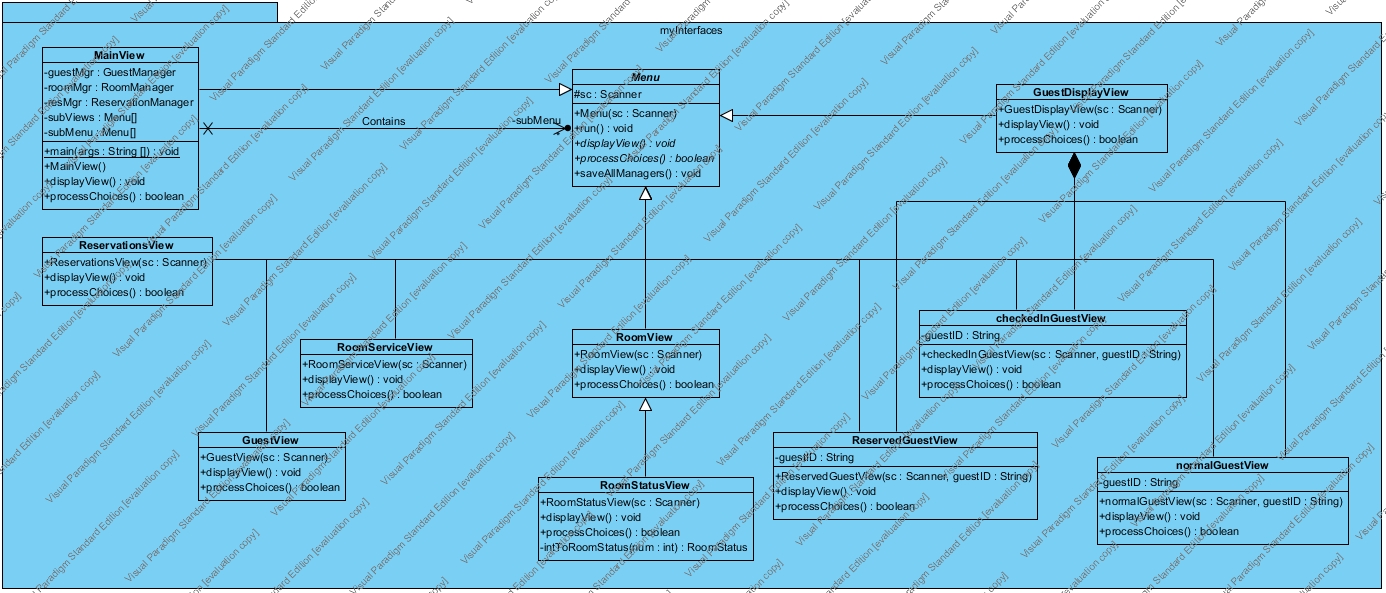 myInterfaces
MainView
-guestMgr : GuestManager
-roomMgr : RoomManager
-resMgr : ReservationManager
-subViews : Menu[]
-subMenu : Menu[]
+main(args : String []) : void
+MainView()
+displayView() : void
+processChoices() : boolean
Contains
-subMenu
Menu
#sc : Scanner
+Menu(sc : Scanner)
+run() : void
+displayView() : void
+processChoices() : boolean
+saveAllManagers() : void
GuestDisplayView
+GuestDisplayView(sc : Scanner)
+displayView() : void
+processChoices() : boolean
ReservationsView
+ReservationsView(sc : Scanner)
+displayView() : void
+processChoices() : boolean
RoomServiceView
+RoomServiceView(sc : Scanner)
+displayView() : void
+processChoices() : boolean
RoomView
+RoomView(sc : Scanner)
+displayView() : void
+processChoices() : boolean
checkedInGuestView
-guestID : String
+checkedInGuestView(sc : Scanner, guestID : String)
+displayView() : void
+processChoices() : boolean
GuestView
+GuestView(sc : Scanner)
+displayView() : void
+processChoices() : boolean
RoomStatusView
+RoomStatusView(sc : Scanner)
+displayView() : void
+processChoices() : boolean
-intToRoomStatus(num : int) : RoomStatus
ReservedGuestView
-guestID : String
+ReservedGuestView(sc : Scanner, guestID : String)
+displayView() : void
+processChoices() : boolean
normalGuestView
-guestID : String
+normalGuestView(sc : Scanner, guestID : String)
+displayView() : void
+processChoices() : boolean
Visual Paradigm Standard Edition [evaluation copy]